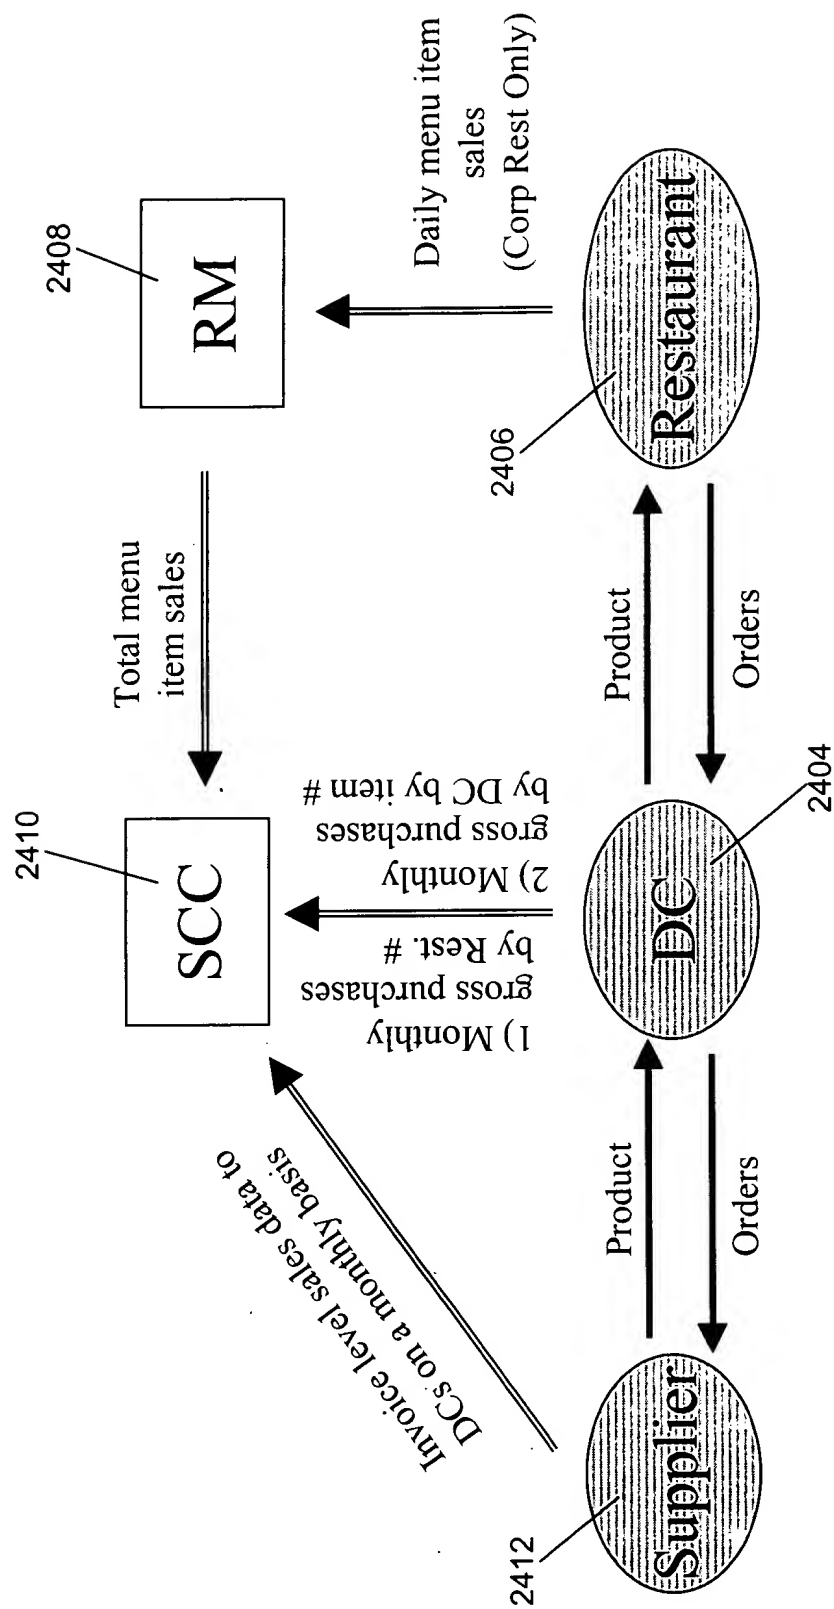 2410
SCC
Total menu
item sales
2408
RM
Invoice level sales data to
DCs on a monthly basis
1) Monthly
gross purchases
by Rest. #
2) Monthly
gross purchases
by DC by item #
Daily menu item
sales
(Corp Rest Only)
2412
Supplier
Product
Orders
DC
2404
Product
Orders
2406
Restaurant